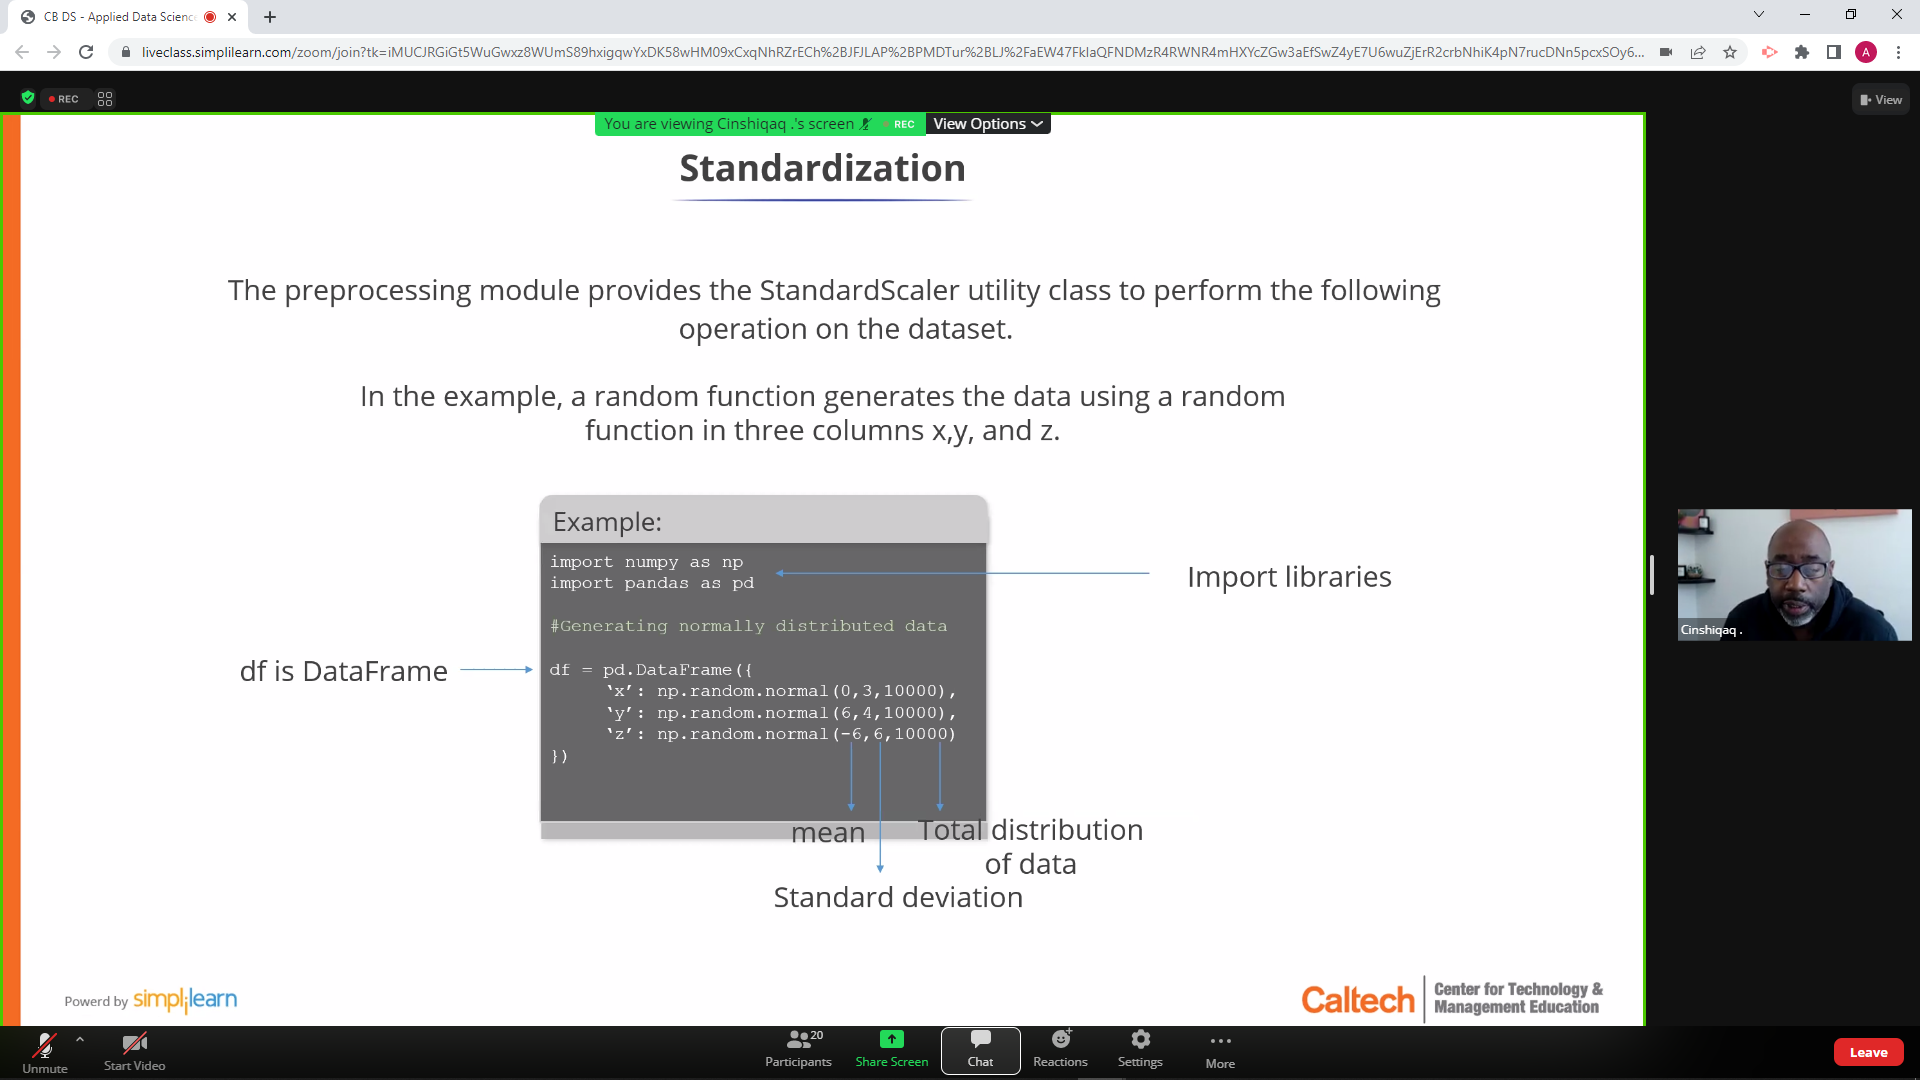 CB DS - Applied Data Scienc
liveclass.simplilearn.com/zoom/join?tk=iMUCJRGiGt5WuGwxz8WUmS89hxigqwYxDK58wHM09xCxqNhRZrECh%2BJFJLAP%2BPMDTur%2BLJ%2FaEW47FklaQFNDMzR4RWNR4mHXYcZGw3aEfSwZ4yE7U6wuZjErR2crbNhiK4pN7rucDNn5pcxSOy6...
A
REC
View
You are viewing Cinshiqaq .'s screen REC View Options
Standardization
The preprocessing module provides the StandardScaler utility class to perform the following
operation on the dataset.
In the example, a random function generates the data using a random
function in three columns x,y, and z.
Example:
import numpy as np
import pandas as pd
Import libraries
#Generating normally distributed data
df is DataFrame
df = pd.DataFrame({
‘x’: np.random.normal(0,3,10000),
‘y’: np.random.normal(6,4,10000),
‘z’: np.random.normal(-6,6,10000)
})
mean
Total distribution
of data
Standard deviation
Cinshiqaq .
Powerd by simplilearn
Caltech
Center for Technology &
Management Education
Unmute
Start Video
20
Participants
Share Screen
Chat
Reactions
Settings
More
Leave